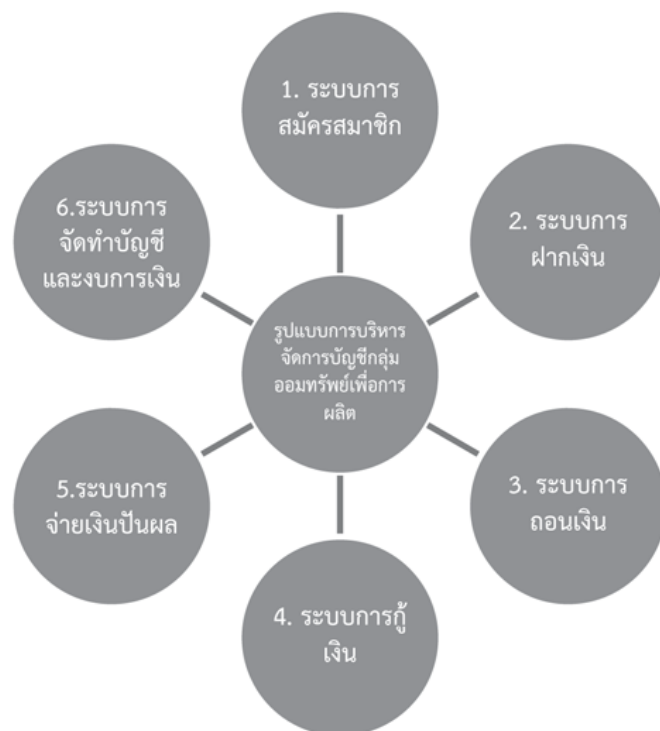 1. ระบบการ
สมัครสมาชิก
2. ระบบการ
ฝากเงิน
3. ระบบการ
ถอนเงิน
4. ระบบการกู้
เงิน
5.ระบบการ
จ่ายเงินปันผล
6.ระบบการ
จัดทำบัญชี
และงบการเงิน
รูปแบบการบริหาร
จัดการบัญชีกลุ่ม
ออมทรัพย์เพื่อการ
ผลิต